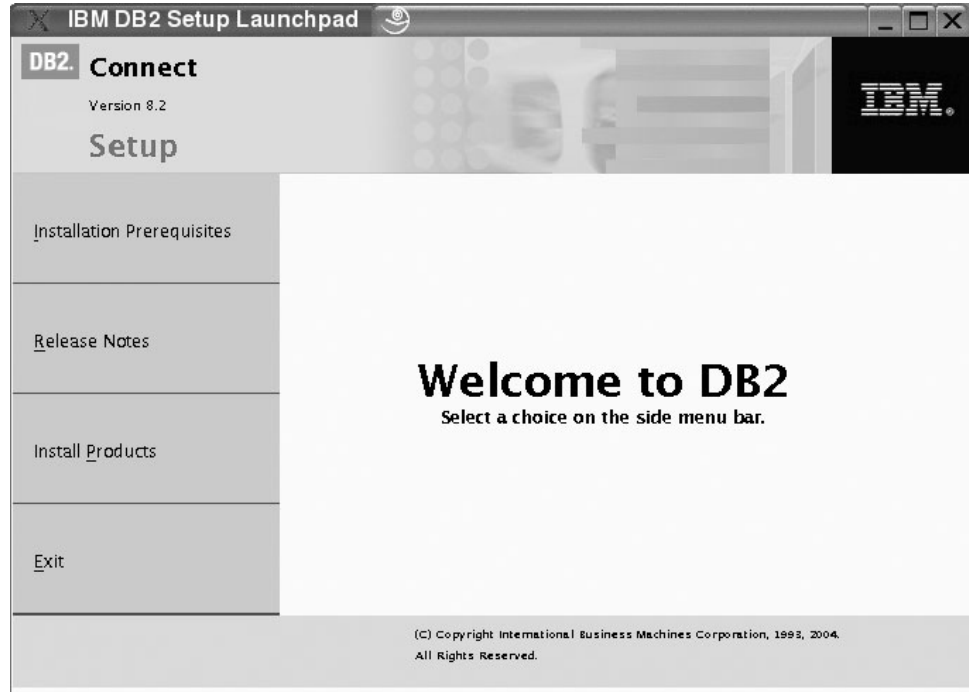 IBM DB2 Setup Launchpad
DB2. Connect
Version 8.2
Setup
IBM.
Installation Prerequisites
Release Notes
Install Products
Exit
Welcome to DB2
Select a choice on the side menu bar.
(C) Copyright International Business Machines Corporation, 1993, 2004.
All Rights Reserved.